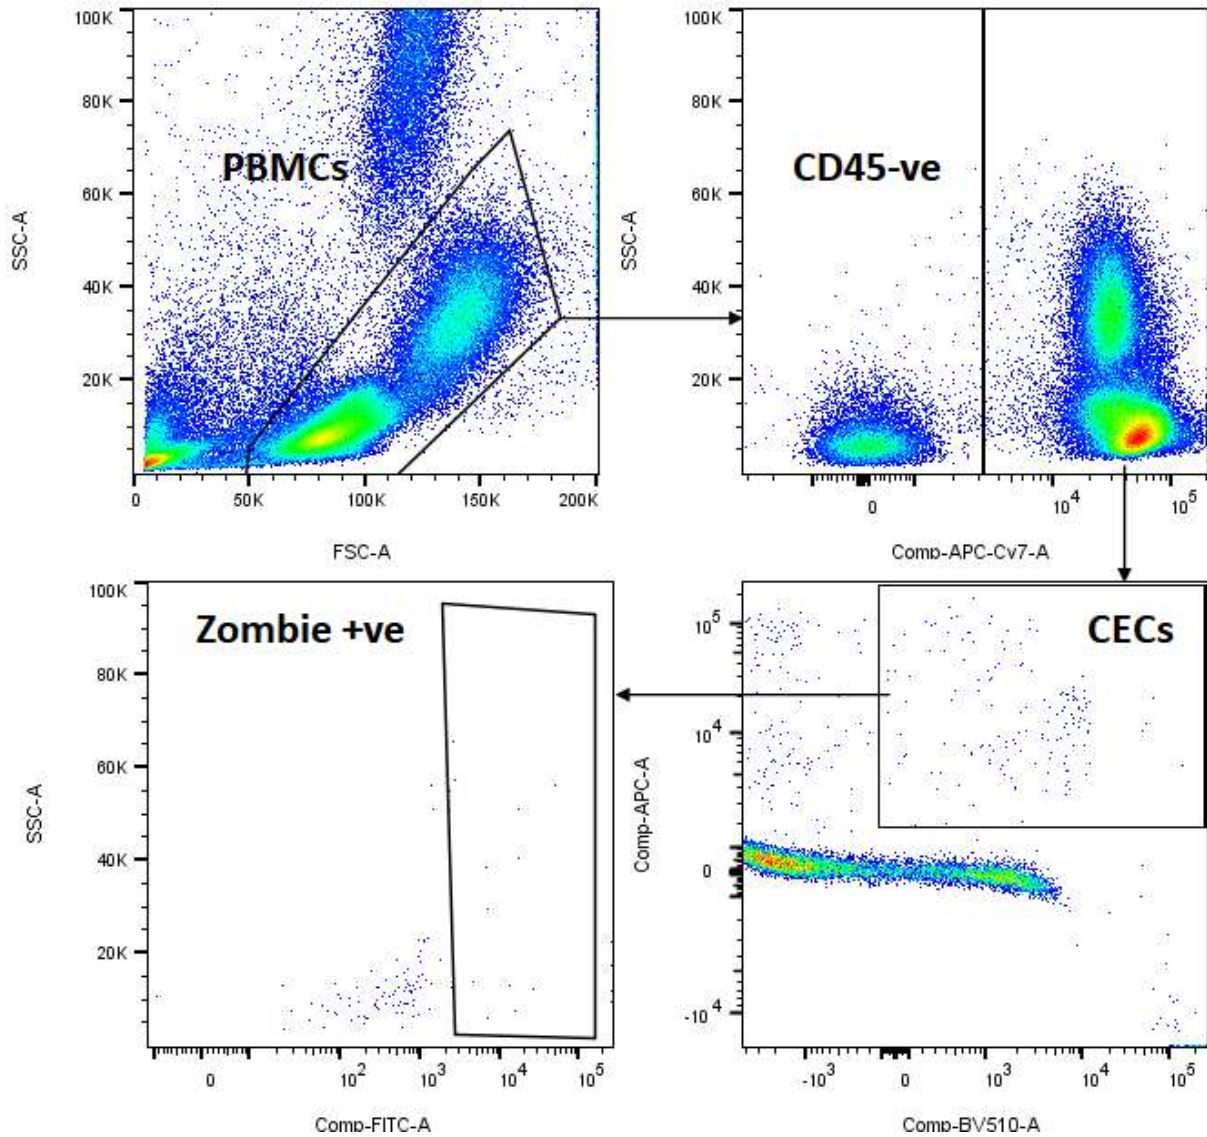 100K
80K
60K
40K
20K
PBMCs
SSC-A
0
50K
100K
150K
200K
FSC-A
100K
80K
60K
40K
20K
CD45-ve
SSC-A
0
10^4
10^5
Comp-APC-Cy7-A
100K
80K
60K
40K
20K
Zombie +ve
SSC-A
0
10^2
10^3
10^4
10^5
Comp-FITC-A
10^5
10^4
0
-10^4
CECs
Comp-APC-A
-10^3
0
10^3
10^4
10^5
Comp-BV510-A